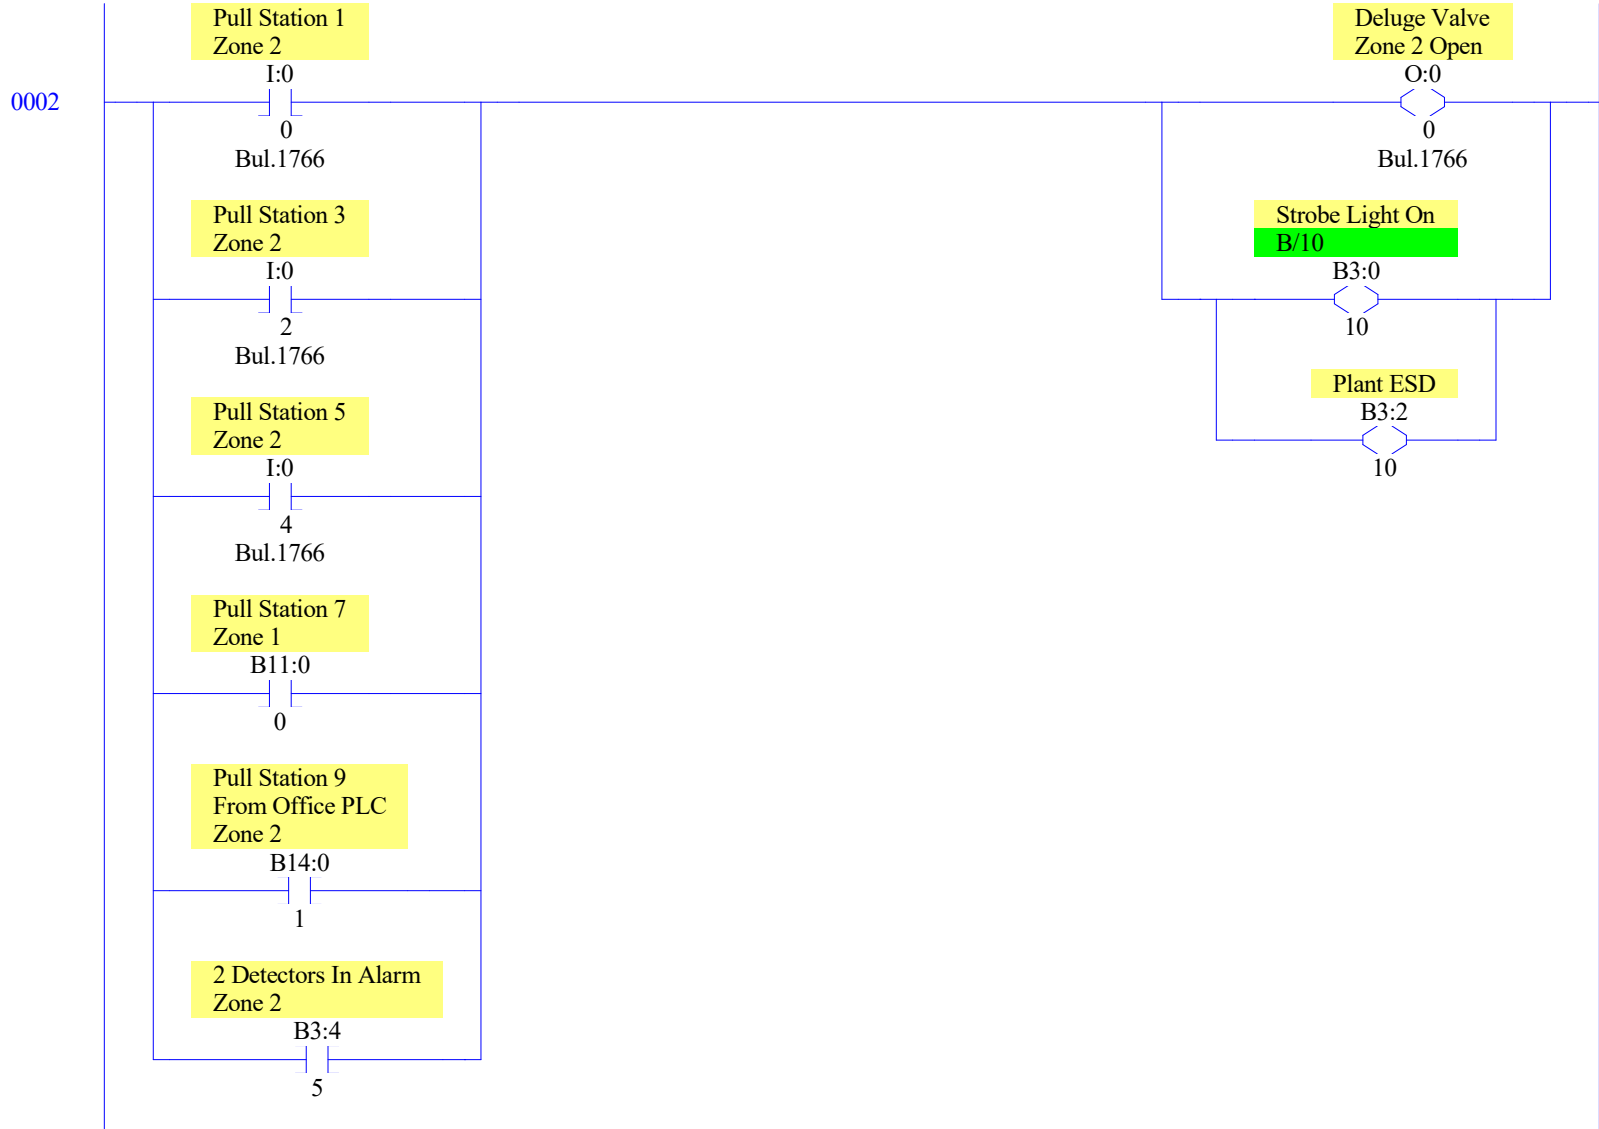 Pull Station 1
Zone 2
I:0
0002
0
Bul.1766
Pull Station 3
Zone 2
I:0
2
Bul.1766
Pull Station 5
Zone 2
I:0
4
Bul.1766
Pull Station 7
Zone 1
B11:0
0
Pull Station 9
From Office PLC
Zone 2
B14:0
1
2 Detectors In Alarm
Zone 2
B3:4
5
Deluge Valve
Zone 2 Open
O:0
0
Bul.1766
Strobe Light On
B/10
B3:0
10
Plant ESD
B3:2
10